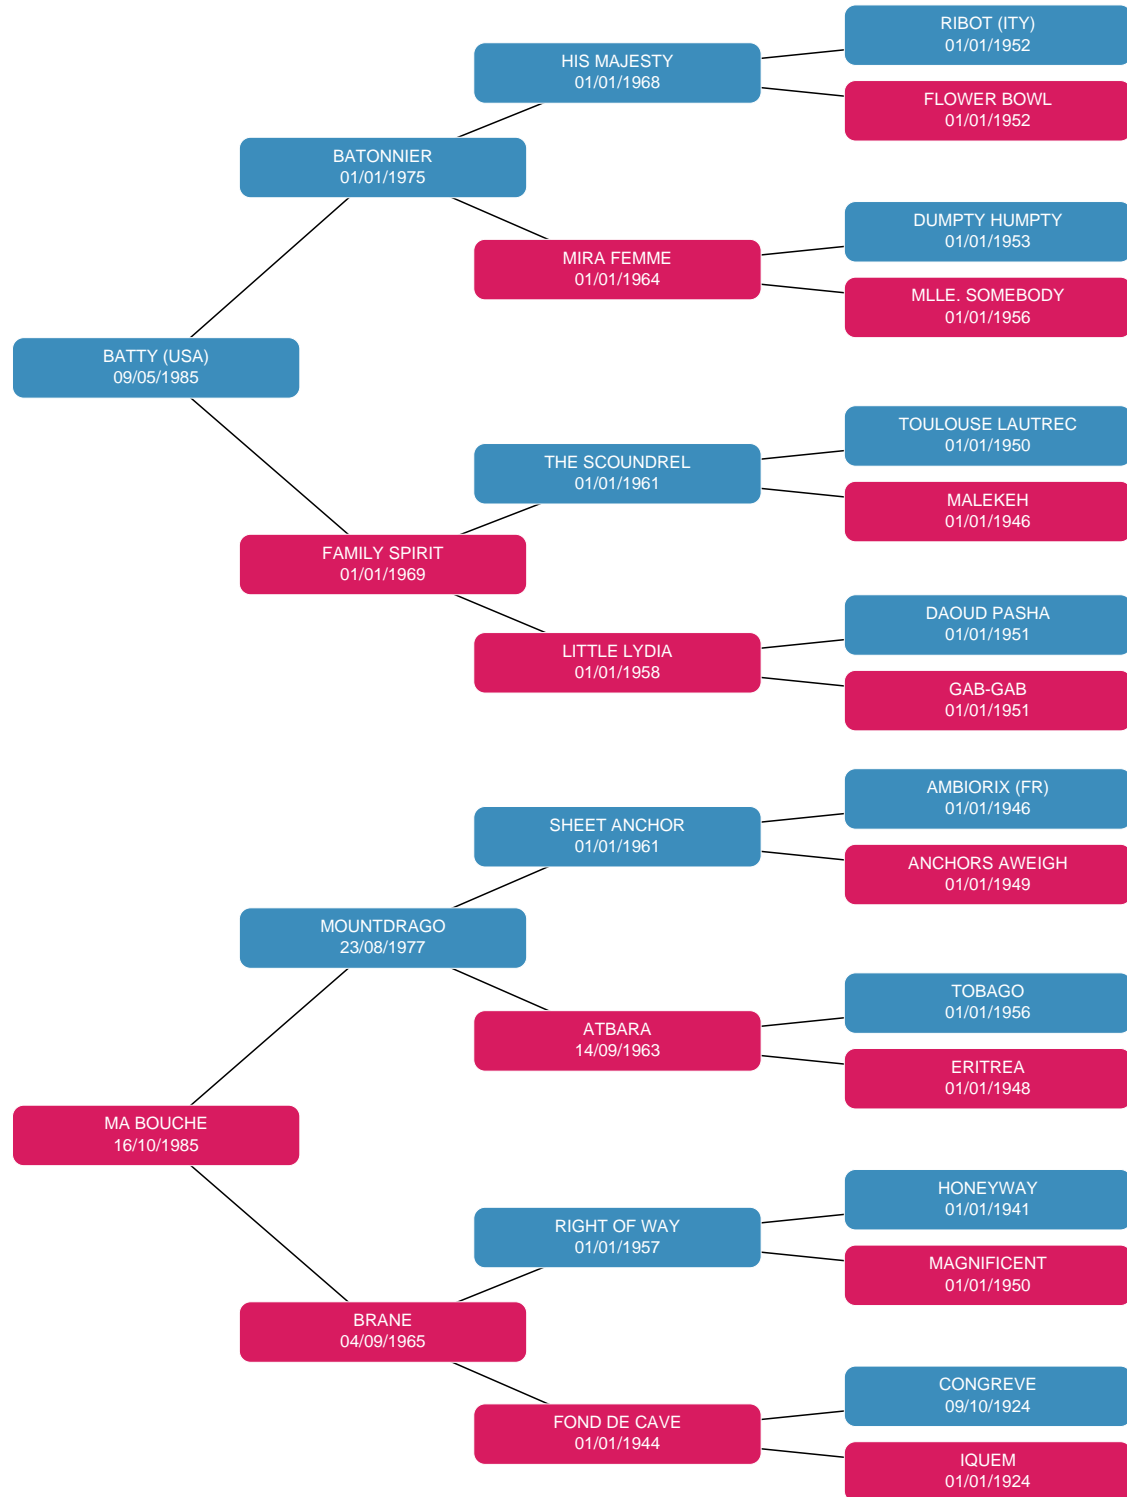 RIBOT (ITY)
01/01/1952
HIS MAJESTY
01/01/1968
FLOWER BOWL
01/01/1952
BATONNIER
01/01/1975
DUMPTY HUMPTY
01/01/1953
MIRA FEMME
01/01/1964
MLLE. SOMEBODY
01/01/1956
BATTY (USA)
09/05/1985
TOULOUSE LAUTREC
01/01/1950
THE SCOUNDREL
01/01/1961
MALEKEH
01/01/1946
FAMILY SPIRIT
01/01/1969
DAOUD PASHA
01/01/1951
LITTLE LYDIA
01/01/1958
GAB-GAB
01/01/1951
AMBIORIX (FR)
01/01/1946
SHEET ANCHOR
01/01/1961
ANCHORS AWEIGH
01/01/1949
MOUNTDRAGO
23/08/1977
TOBAGO
01/01/1956
ATBARA
14/09/1963
ERITREA
01/01/1948
MA BOUCHE
16/10/1985
HONEYWAY
01/01/1941
RIGHT OF WAY
01/01/1957
MAGNIFICENT
01/01/1950
BRANE
04/09/1965
CONGREVE
09/10/1924
FOND DE CAVE
01/01/1944
IQUEM
01/01/1924